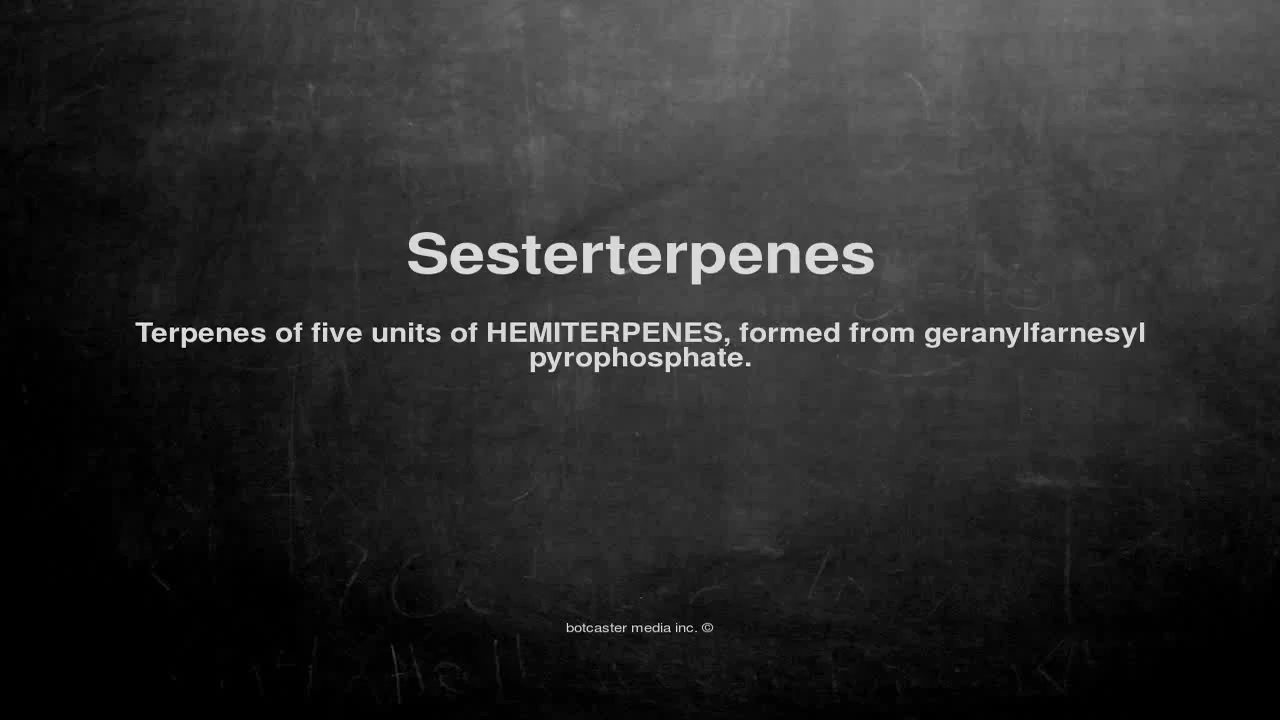 Sesterterpenes
Terpenes of five units of HEMITERPENES, formed from geranylfarnesyl
pyrophosphate.
botcaster media inc. ©